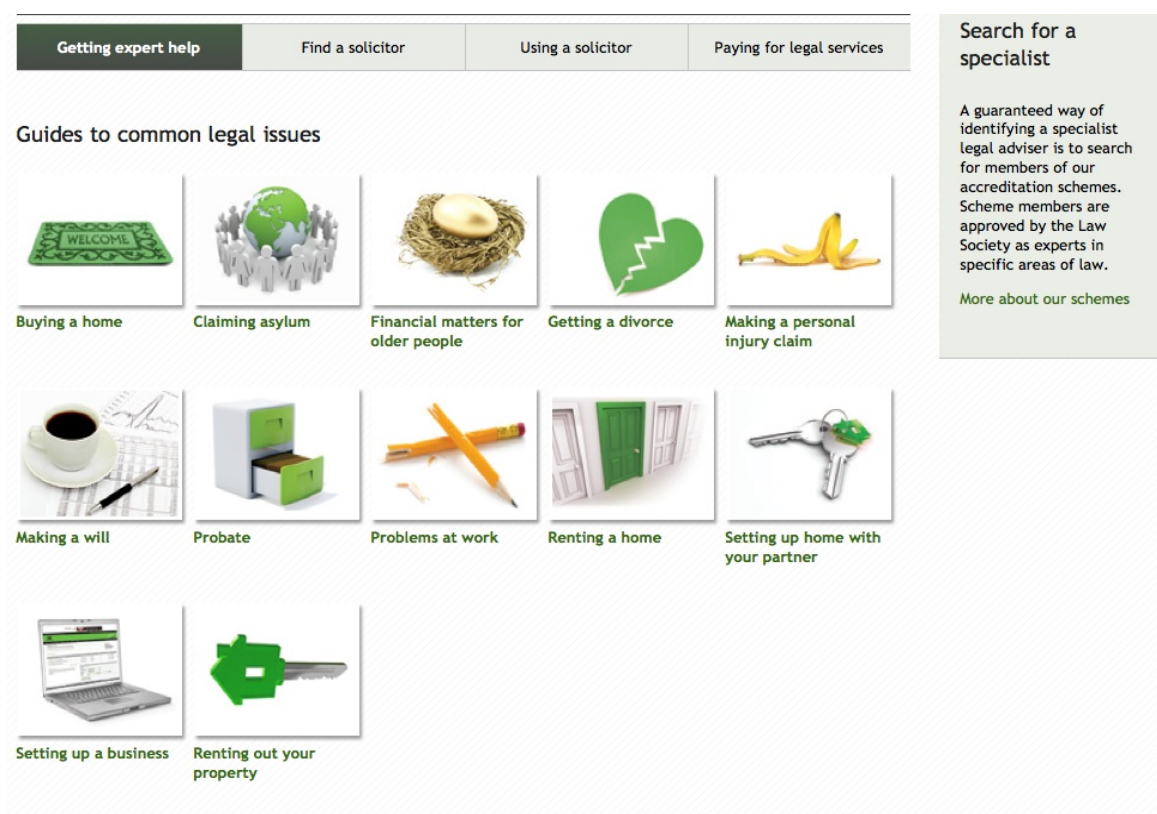 Getting expert help
Find a solicitor
Using a solicitor
Paying for legal services
Guides to common legal issues
WELCOME
Buying a home
Claiming asylum
Financial matters for
older people
Getting a divorce
Making a personal
injury claim
Making a will
Probate
Problems at work
Renting a home
Setting up home with
your partner
Setting up a business
Renting out your
property
Search for a
specialist
A guaranteed way of
identifying a specialist
legal adviser is to search
for members of our
accreditation schemes.
Scheme members are
approved by the Law
Society as experts in
specific areas of law.
More about our schemes